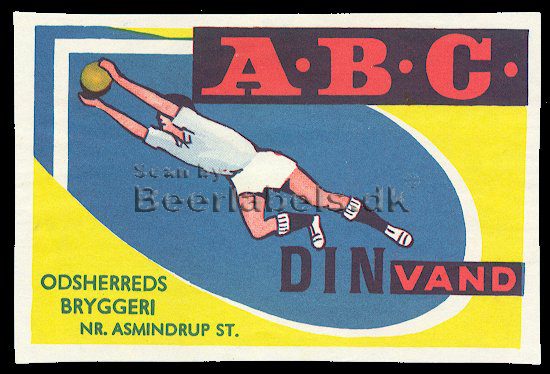 A·B·C·
Scan by
Beerlabels.dk
DIN VAND
ODSHERREDS
BRYGGERI
NR. ASMINDRUP ST.